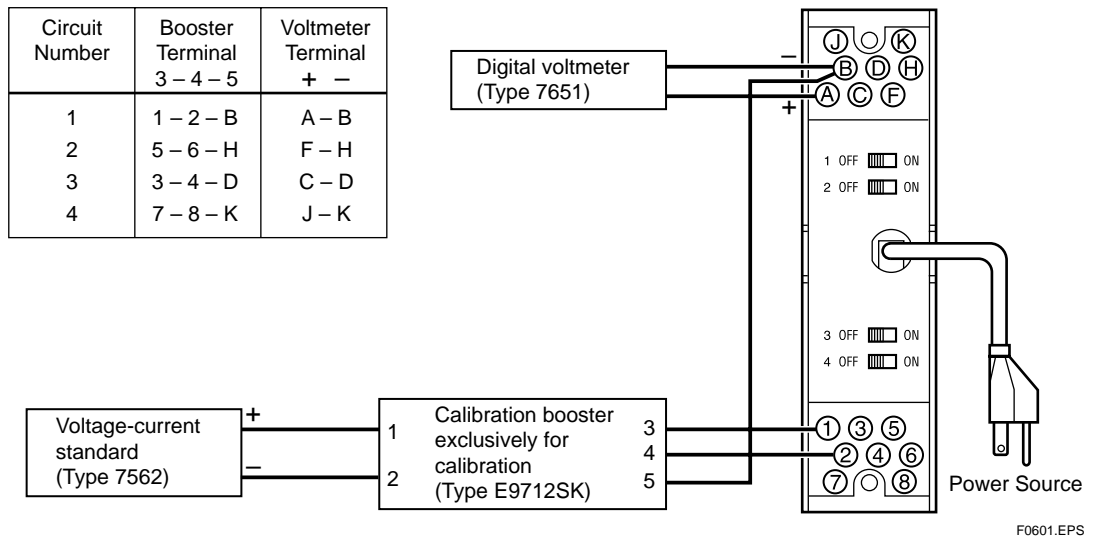 Circuit Number
Booster Terminal
3 – 4 – 5
Voltmeter Terminal
+ –
1 1 – 2 – B A – B
2 5 – 6 – H F – H
3 3 – 4 – D C – D
4 7 – 8 – K J – K
Digital voltmeter
(Type 7651)
–
+
J K
B D H
A C F
1 OFF ON
2 OFF ON
3 OFF ON
4 OFF ON
Voltage-current
standard
(Type 7562)
+
–
1
2
Calibration booster
exclusively for
calibration
(Type E9712SK)
3
4
5
1 3 5
2 4 6
7 8
Power Source
F0601.EPS